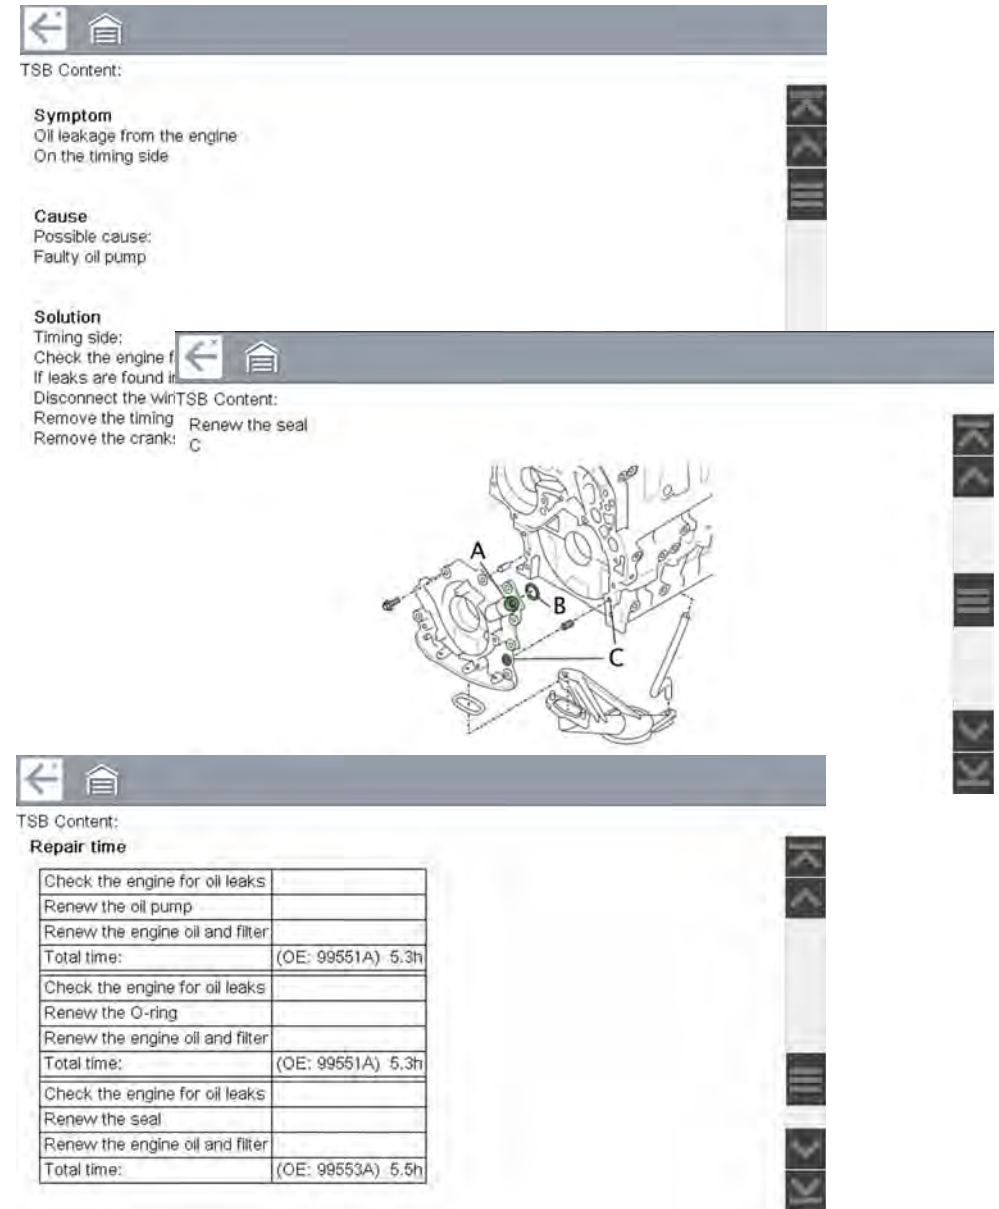 TSB Content:
Symptom
Oil leakage from the engine
On the timing side
Cause
Possible cause:
Faulty oil pump
Solution
Timing side:
Check the engine
If leaks are found
Disconnect the
Remove the timing
Remove the
TSB Content:
Renew the seal
C
A
B
C
TSB Content:
Repair time
Check the engine for oil leaks
Renew the oil pump
Renew the engine oil and filter
Total time: (OE: 99551A) 5.3h
Check the engine for oil leaks
Renew the O-ring
Renew the engine oil and filter
Total time: (OE: 99551A) 5.3h
Check the engine for oil leaks
Renew the seal
Renew the engine oil and filter
Total time: (OE: 99553A) 5.5h